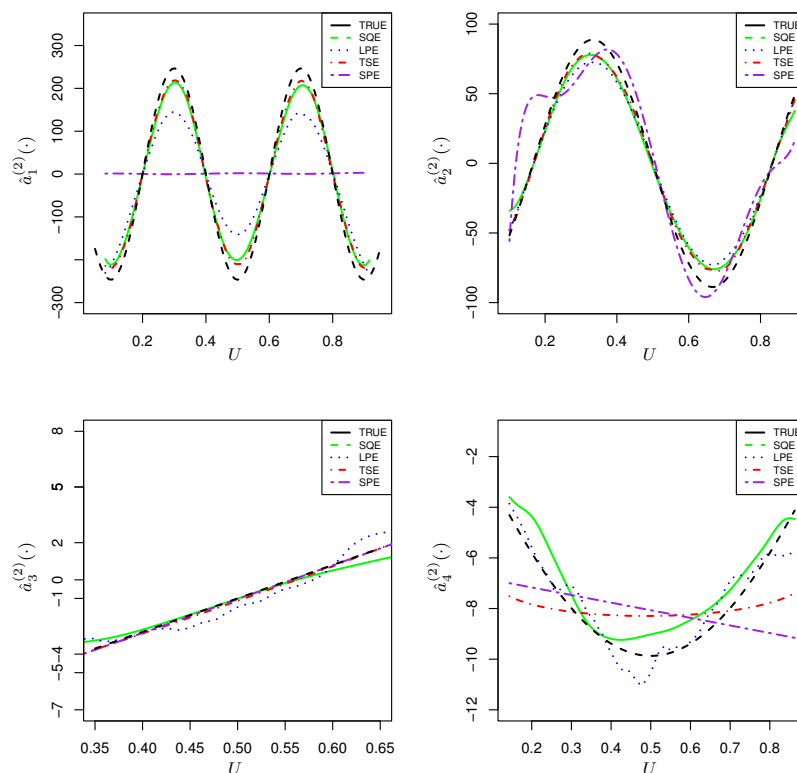 300
200
100
0
−100
−300
0.2 0.4 0.6 0.8
U
â₁⁽²⁾(·)
TRUE
SQE
LPE
TSE
SPE
100
50
0
−50
−100
0.2 0.4 0.6 0.8
U
â₂⁽²⁾(·)
TRUE
SQE
LPE
TSE
SPE
8
5
2
0
−1
−4
−5
−7
0.35 0.40 0.45 0.50 0.55 0.60 0.65
U
â₃⁽²⁾(·)
TRUE
SQE
LPE
TSE
SPE
−2
−4
−6
−8
−10
−12
0.2 0.3 0.4 0.5 0.6 0.7 0.8
U
â₄⁽²⁾(·)
TRUE
SQE
LPE
TSE
SPE